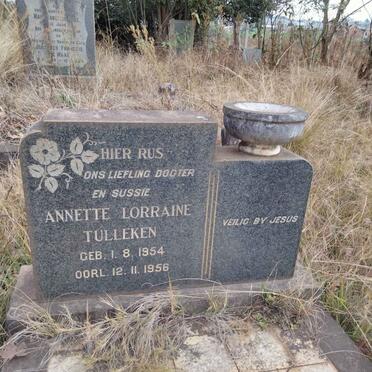 HIER RUS
ONS LIEFLING DOGTER
EN SUSSIE
ANNETTE LORRAINE
TULLEKEN
GEB. 1. 8. 1954
OORL. 12. 11. 1956
VEILIG BY JESUS